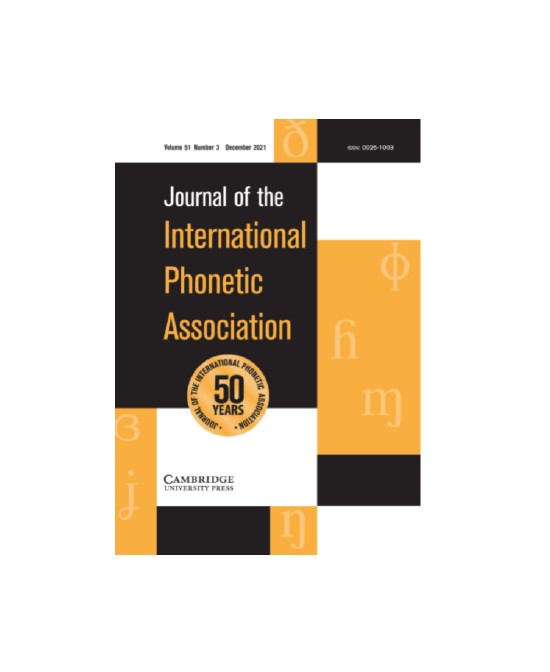 Volume 51 Number 3 December 2021
ð
ISSN: 0025-1003
Journal of the
International
Phonetic
Association
ɸ
ɦ
ɱ
JOURNAL OF THE INTERNATIONAL PHONETIC ASSOCIATION
50
YEARS
ɞ
CAMBRIDGE
UNIVERSITY PRESS
ŋ